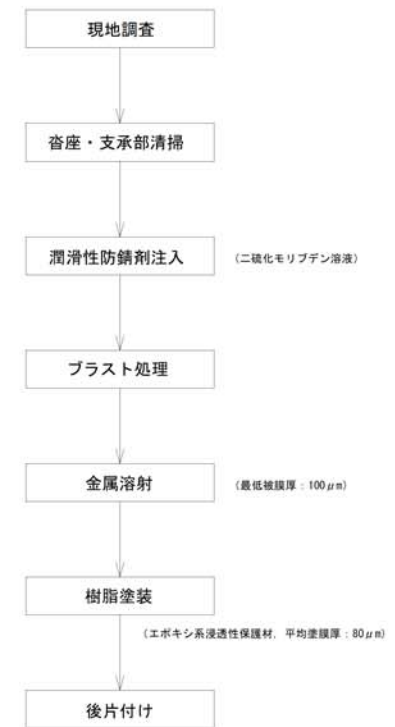 現地調査
沓座・支承部清掃
潤滑性防錆剤注入
(二硫化モリブデン溶液)
ブラスト処理
金属溶射
(最低被膜厚：100μm)
樹脂塗装
(エポキシ系浸透性保護材, 平均塗膜厚：80μm)
後片付け